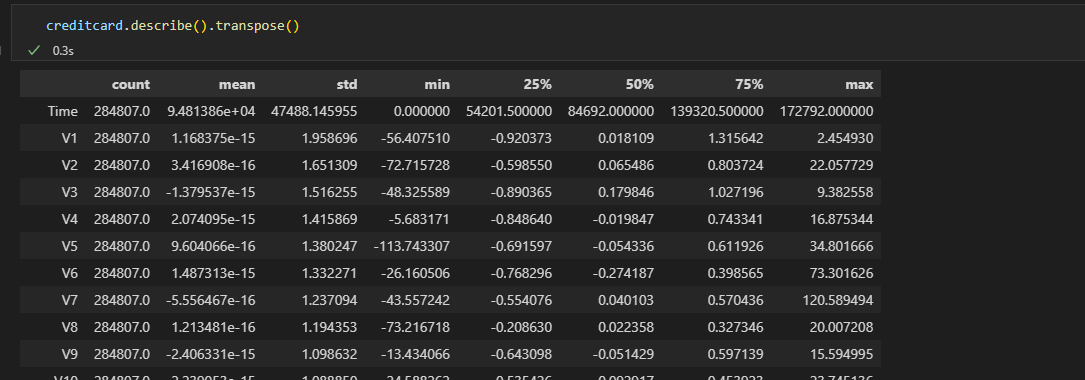 creditcard.describe().transpose()
0.3s
count mean std min 25% 50% 75% max
Time 284807.0 9.481386e+04 47488.145955 0.000000 54201.500000 84692.000000 139320.500000 172792.000000
V1 284807.0 1.168375e-15 1.958696 -56.407510 -0.920373 0.018109 1.315642 2.454930
V2 284807.0 3.416908e-16 1.651309 -72.715728 -0.598550 0.065486 0.803724 22.057729
V3 284807.0 -1.379537e-15 1.516255 -48.325589 -0.890365 0.179846 1.027196 9.382558
V4 284807.0 2.074095e-15 1.415869 -5.683171 -0.848640 -0.019847 0.743341 16.875344
V5 284807.0 9.604066e-16 1.380247 -113.743307 -0.691597 -0.054336 0.611926 34.801666
V6 284807.0 1.487313e-15 1.332271 -26.160506 -0.768296 -0.274187 0.398565 73.301626
V7 284807.0 -5.556467e-16 1.237094 -43.557242 -0.554076 0.040103 0.570436 120.589494
V8 284807.0 1.213481e-16 1.194353 -73.216718 -0.208630 0.022358 0.327346 20.007208
V9 284807.0 -2.406331e-15 1.098632 -13.434066 -0.643098 -0.051429 0.597139 15.594995
V10 284807.0